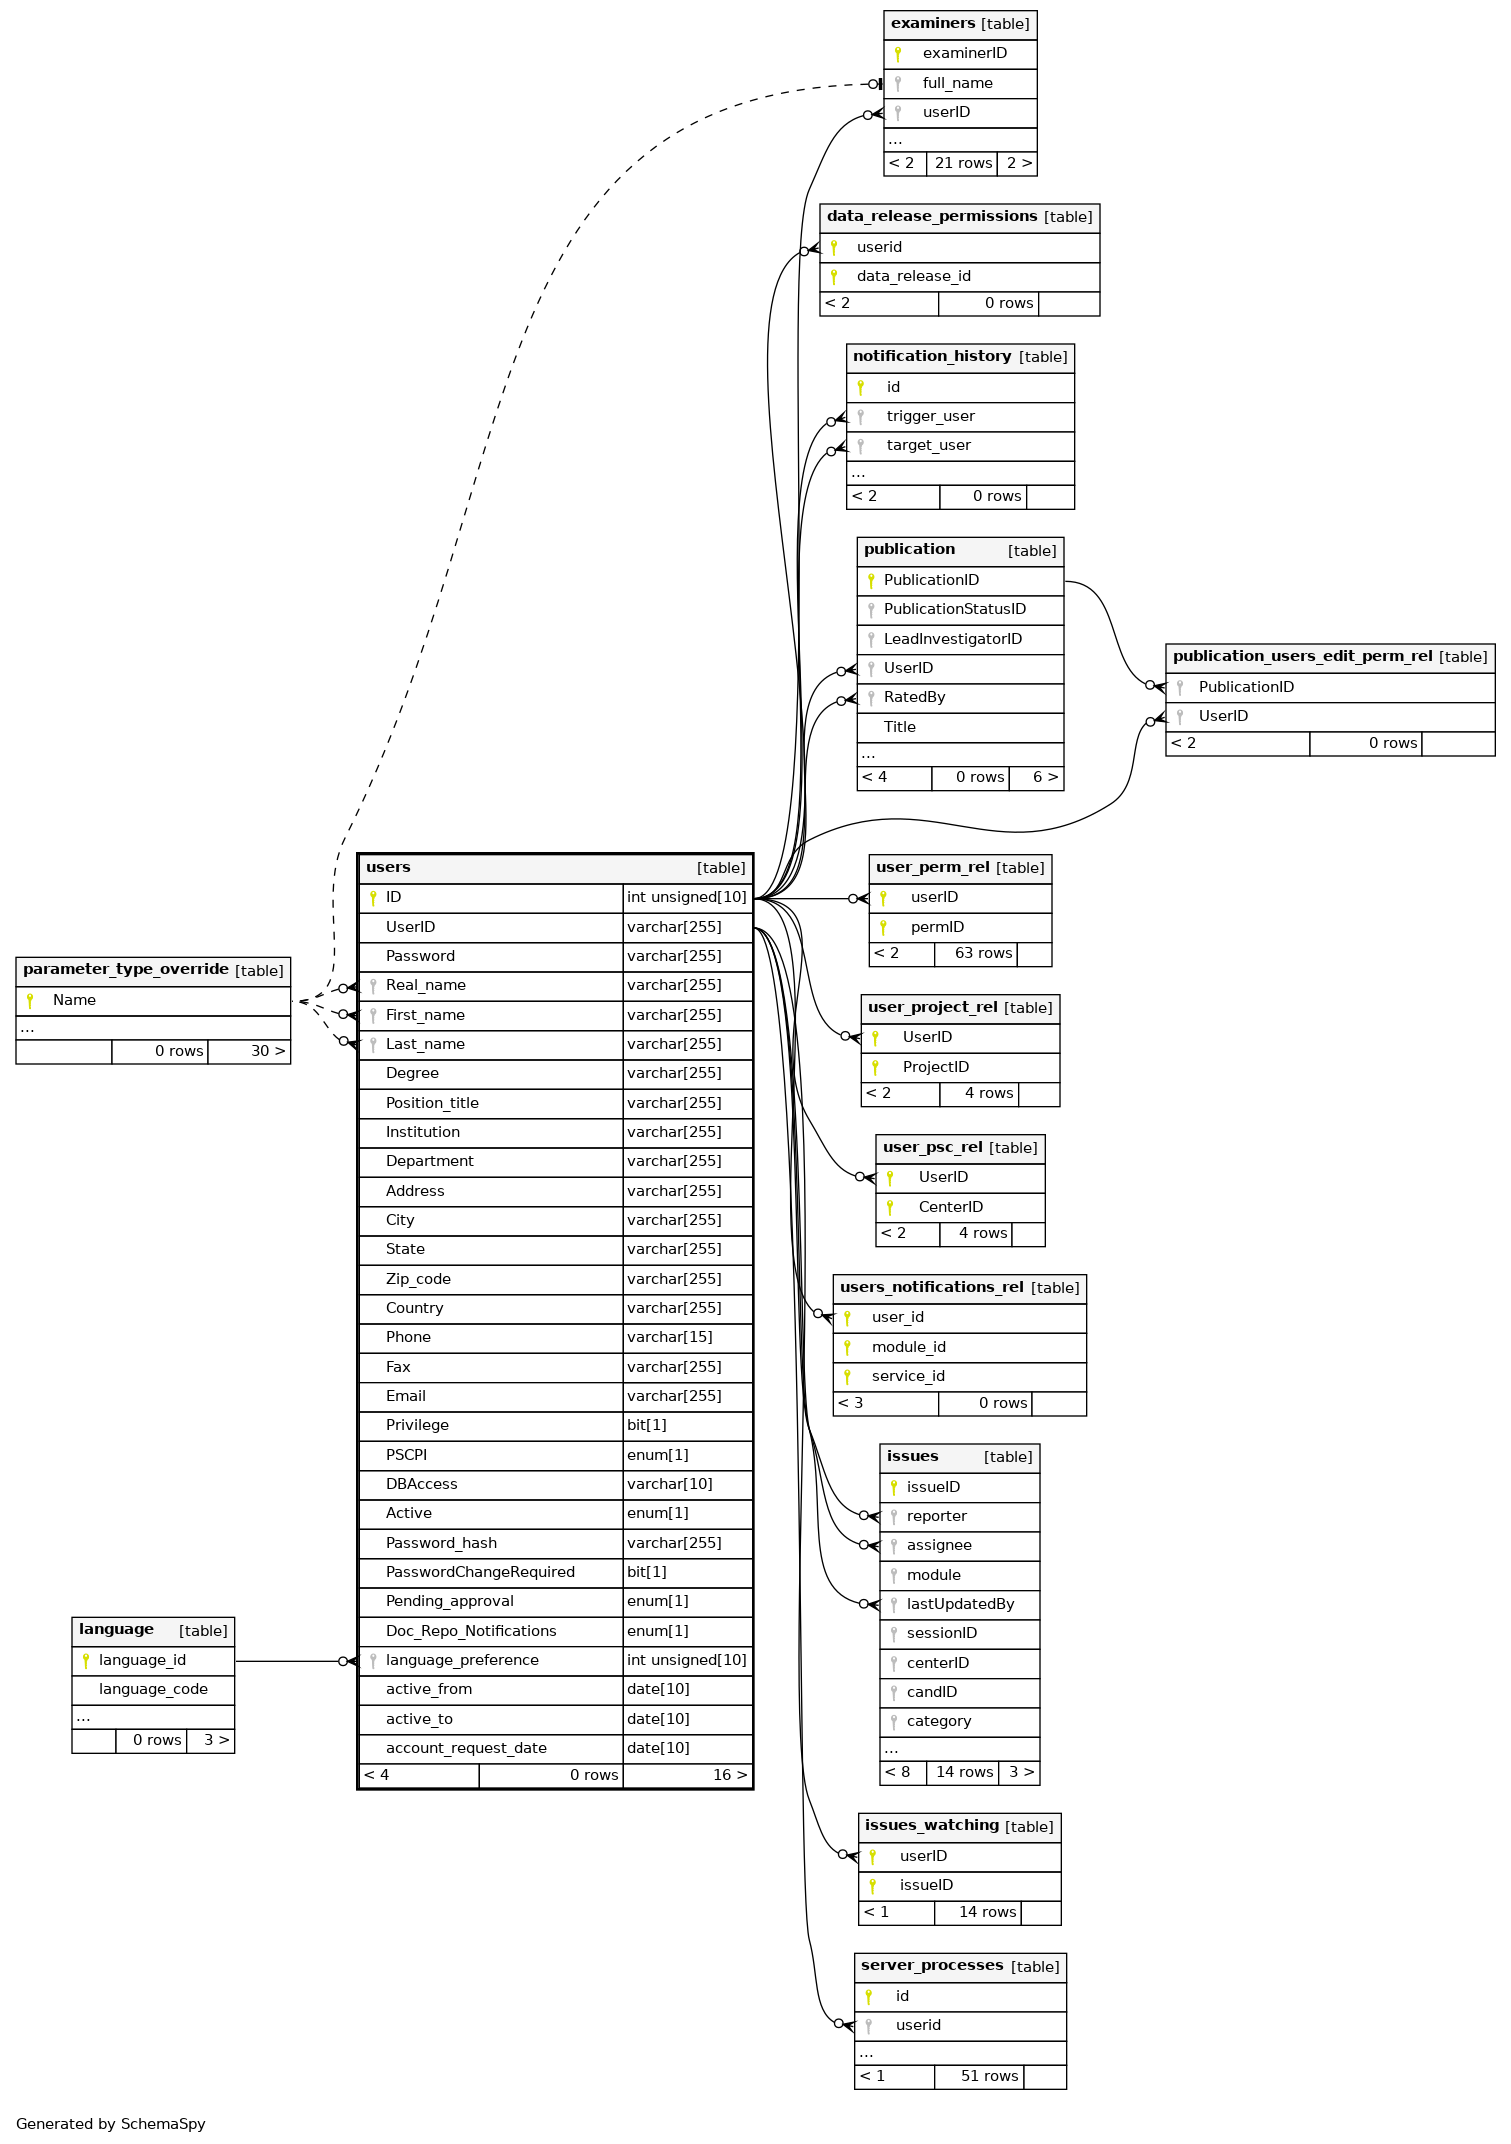 examiners [table]
examinerID
full_name
userID
...
< 2 21 rows 2 >
data_release_permissions [table]
userid
data_release_id
< 2 0 rows
notification_history [table]
id
trigger_user
target_user
...
< 2 0 rows
publication [table]
PublicationID
PublicationStatusID
LeadInvestigatorID
UserID
RatedBy
Title
...
< 4 0 rows 6 >
publication_users_edit_perm_rel [table]
PublicationID
UserID
< 2 0 rows
users [table]
ID int unsigned[10]
UserID varchar[255]
Password varchar[255]
Real_name varchar[255]
First_name varchar[255]
Last_name varchar[255]
Degree varchar[255]
Position_title varchar[255]
Institution varchar[255]
Department varchar[255]
Address varchar[255]
City varchar[255]
State varchar[255]
Zip_code varchar[255]
Country varchar[255]
Phone varchar[15]
Fax varchar[255]
Email varchar[255]
Privilege bit[1]
PSCPI enum[1]
DBAccess varchar[10]
Active enum[1]
Password_hash varchar[255]
PasswordChangeRequired bit[1]
Pending_approval enum[1]
Doc_Repo_Notifications enum[1]
language_preference int unsigned[10]
active_from date[10]
active_to date[10]
account_request_date date[10]
< 4 0 rows 16 >
parameter_type_override [table]
Name
...
0 rows 30 >
language [table]
language_id
language_code
...
0 rows 3 >
user_perm_rel [table]
userID
permID
< 2 63 rows
user_project_rel [table]
UserID
ProjectID
< 2 4 rows
user_psc_rel [table]
UserID
CenterID
< 2 4 rows
users_notifications_rel [table]
user_id
module_id
service_id
< 3 0 rows
issues [table]
issueID
reporter
assignee
module
lastUpdatedBy
sessionID
centerID
candID
category
...
< 8 14 rows 3 >
issues_watching [table]
userID
issueID
< 1 14 rows
server_processes [table]
id
userid
...
< 1 51 rows
Generated by SchemaSpy